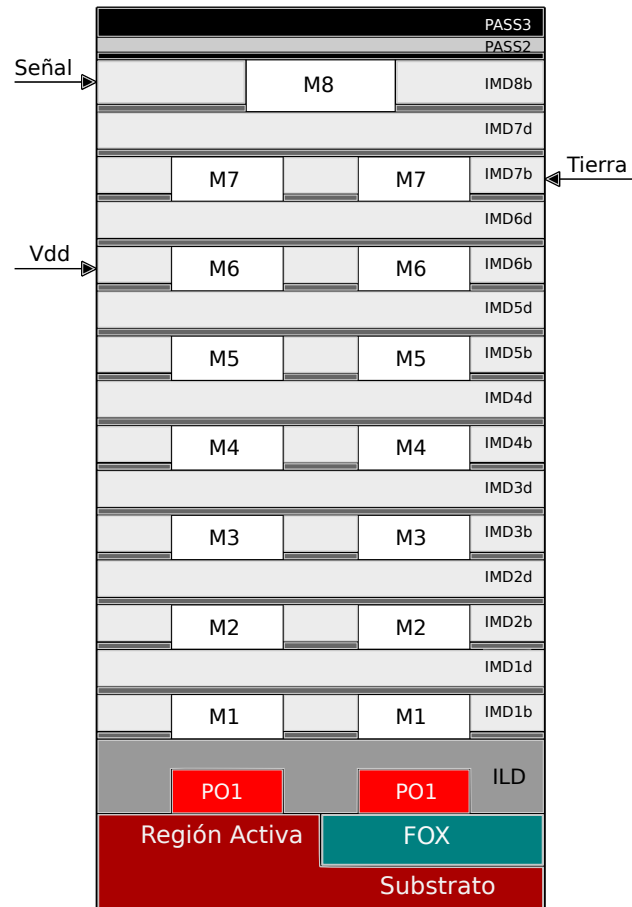 PASS3
PASS2
Señal
M8
IMD8b
IMD7d
M7 M7 IMD7b
Tierra
IMD6d
Vdd
M6 M6 IMD6b
IMD5d
M5 M5 IMD5b
IMD4d
M4 M4 IMD4b
IMD3d
M3 M3 IMD3b
IMD2d
M2 M2 IMD2b
IMD1d
M1 M1 IMD1b
ILD
PO1 PO1
Región Activa FOX
Substrato